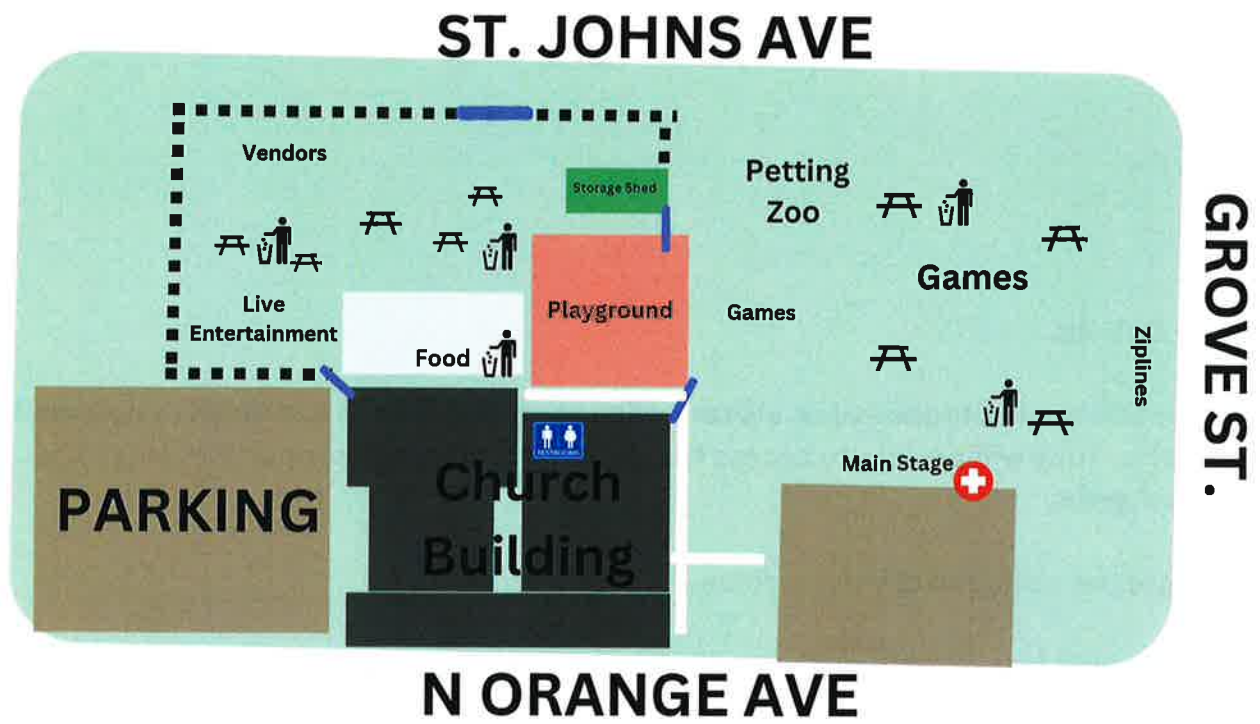 ST. JOHNS AVE
Vendors
Storage Shed
Petting
Zoo
GROVE ST.
Games
Live
Entertainment
Playground
Games
Food
Ziplines
PARKING
Church
Building
Main Stage
N ORANGE AVE